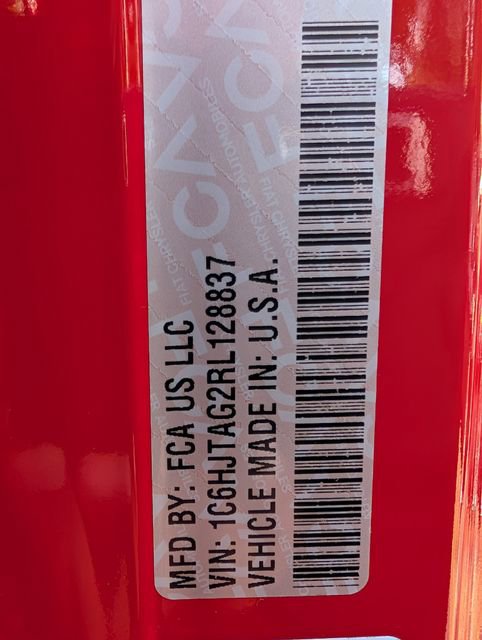 MFD BY: FCA US LLC
VIN: 1C6HJTAG2RL128837
VEHICLE MADE IN: U.S.A.